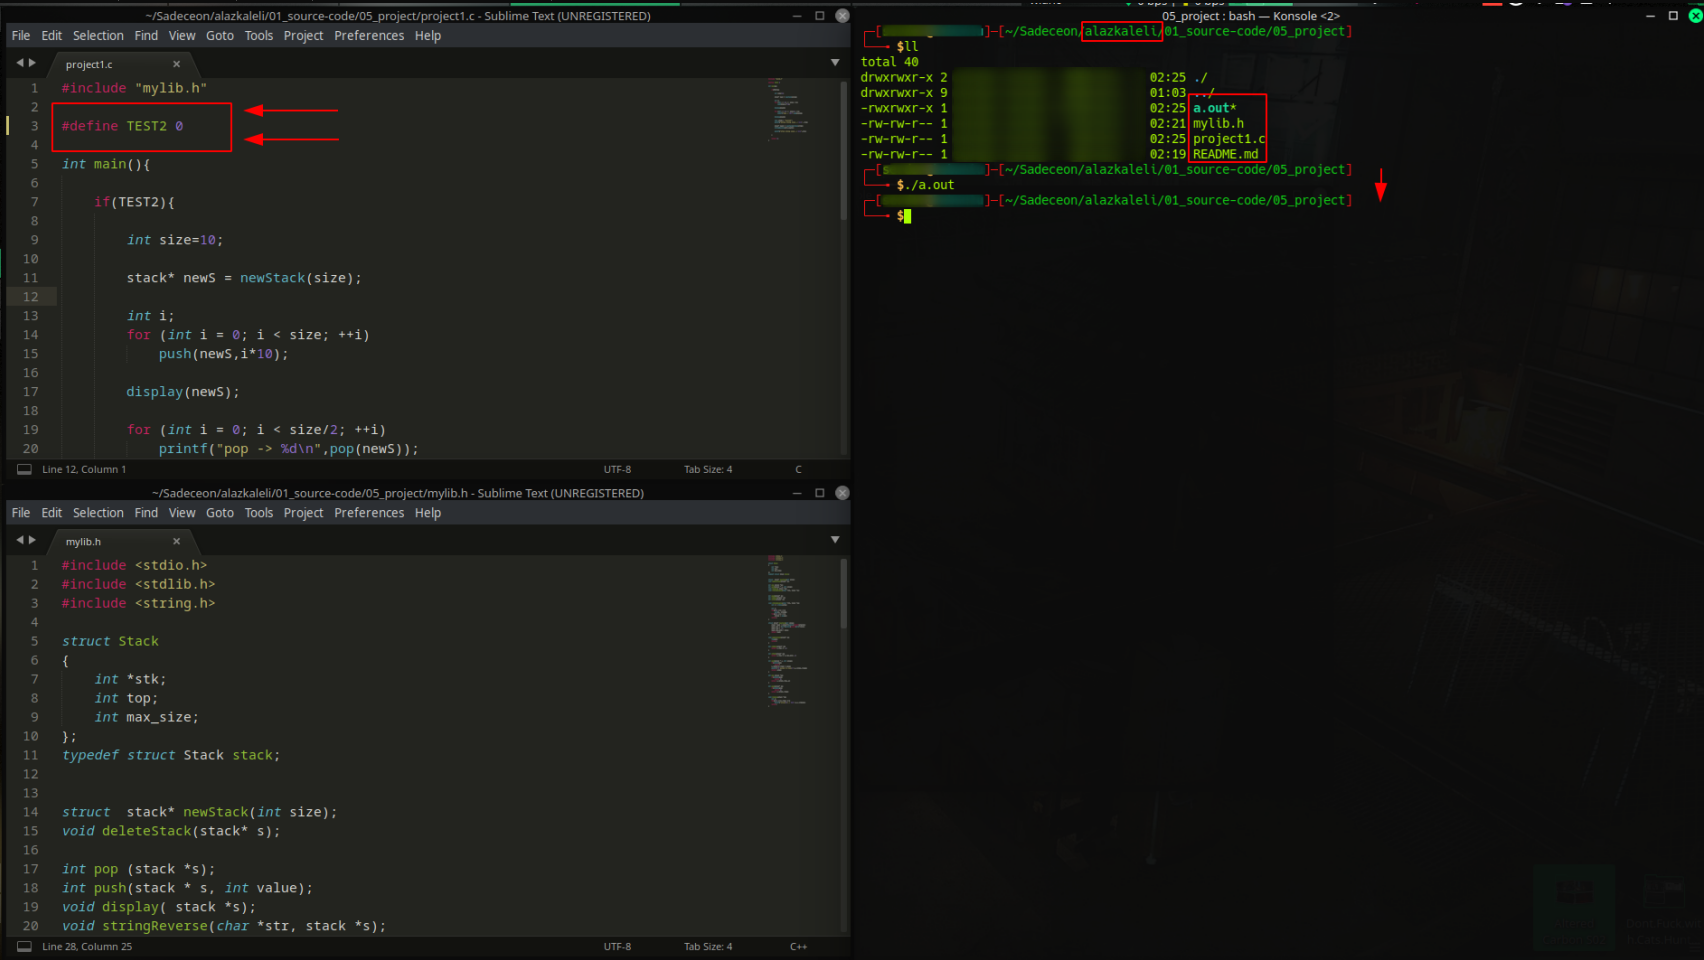 ~/Sadeceon/alazkaleli/01_source-code/05_project/project1.c - Sublime Text (UNREGISTERED)
File Edit Selection Find View Goto Tools Project Preferences Help
project1.c
1 #include "mylib.h"
2
3 #define TEST2 0
4
5 int main(){
6
7 if(TEST2){
8
9 int size=10;
10
11 stack* newS = newStack(size);
12
13 int i;
14 for (int i = 0; i < size; ++i)
15 push(newS,i*10);
16
17 display(newS);
18
19 for (int i = 0; i < size/2; ++i)
20 printf("pop -> %d\n",pop(newS));
Line 12, Column 1 UTF-8 Tab Size: 4 C
~/Sadeceon/alazkaleli/01_source-code/05_project/mylib.h - Sublime Text (UNREGISTERED)
File Edit Selection Find View Goto Tools Project Preferences Help
mylib.h
1 #include <stdio.h>
2 #include <stdlib.h>
3 #include <string.h>
4
5 struct Stack
6 {
7 int *stk;
8 int top;
9 int max_size;
10 };
11 typedef struct Stack stack;
12
13
14 struct  stack* newStack(int size);
15 void deleteStack(stack* s);
16
17 int pop (stack *s);
18 int push(stack * s, int value);
19 void display( stack *s);
20 void stringReverse(char *str, stack *s);
Line 28, Column 25 UTF-8 Tab Size: 4 C++
05_project : bash — Konsole <2>
[ ]-[~/Sadeceon/alazkaleli/01_source-code/05_project]
$ll
total 40
drwxrwxr-x 2 02:25 ./
drwxrwxr-x 9 01:03 ../
-rwxrwxr-x 1 02:25 a.out*
-rw-rw-r-- 1 02:21 mylib.h
-rw-rw-r-- 1 02:25 project1.c
-rw-rw-r-- 1 02:19 README.md
[s ]-[~/Sadeceon/alazkaleli/01_source-code/05_project]
$./a.out
[ ]-[~/Sadeceon/alazkaleli/01_source-code/05_project]
$